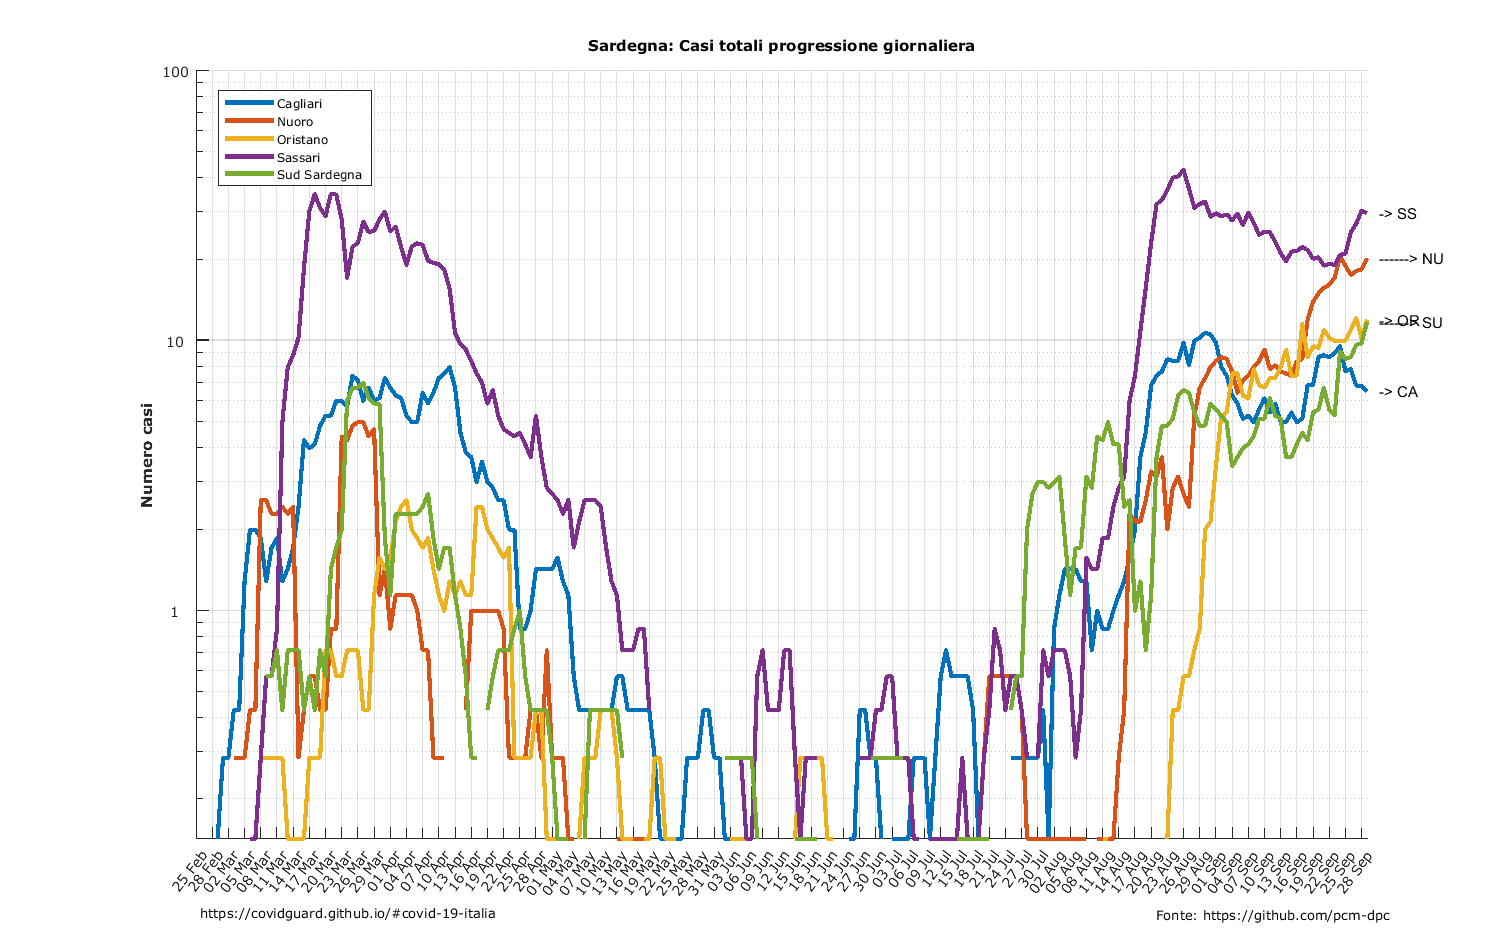 Sardegna: Casi totali progressione giornaliera
100
10
1
Numero casi
Cagliari
Nuoro
Oristano
Sassari
Sud Sardegna
-> SS
------> NU
-> OR
------> SU
-> CA
25 Feb
28 Feb
02 Mar
05 Mar
08 Mar
11 Mar
14 Mar
17 Mar
20 Mar
23 Mar
26 Mar
29 Mar
01 Apr
04 Apr
07 Apr
10 Apr
13 Apr
16 Apr
19 Apr
22 Apr
25 Apr
28 Apr
01 May
04 May
07 May
10 May
13 May
16 May
19 May
22 May
25 May
28 May
31 May
03 Jun
06 Jun
09 Jun
12 Jun
15 Jun
18 Jun
21 Jun
24 Jun
27 Jun
30 Jun
03 Jul
06 Jul
09 Jul
12 Jul
15 Jul
18 Jul
21 Jul
24 Jul
27 Jul
30 Jul
02 Aug
05 Aug
08 Aug
11 Aug
14 Aug
17 Aug
20 Aug
23 Aug
26 Aug
29 Aug
01 Sep
04 Sep
07 Sep
10 Sep
13 Sep
16 Sep
19 Sep
22 Sep
25 Sep
28 Sep
https://covidguard.github.io/#covid-19-italia
Fonte: https://github.com/pcm-dpc